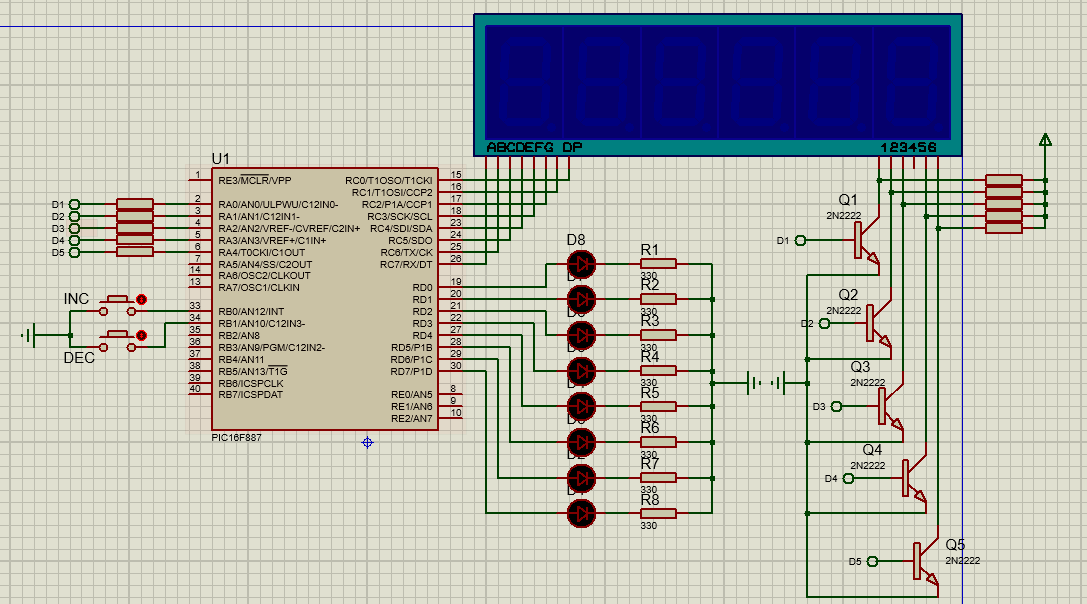 ABCDEFG DP
123456
U1
1 RE3/MCLR/VPP
2 RA0/AN0/ULPWU/C12IN0-
3 RA1/AN1/C12IN1-
4 RA2/AN2/VREF-/CVREF/C2IN+
5 RA3/AN3/VREF+/C1IN+
6 RA4/T0CKI/C1OUT
7 RA5/AN4/SS/C2OUT
14 RA6/OSC2/CLKOUT
13 RA7/OSC1/CLKIN
33 RB0/AN12/INT
34 RB1/AN10/C12IN3-
35 RB2/AN8
36 RB3/AN9/PGM/C12IN2-
37 RB4/AN11
38 RB5/AN13/T1G
39 RB6/ICSPCLK
40 RB7/ICSPDAT
RC0/T1OSO/T1CKI 15
RC1/T1OSI/CCP2 16
RC2/P1A/CCP1 17
RC3/SCK/SCL 18
RC4/SDI/SDA 23
RC5/SDO 24
RC6/TX/CK 25
RC7/RX/DT 26
RD0 19
RD1 20
RD2 21
RD3 22
RD4 27
RD5/P1B 28
RD6/P1C 29
RD7/P1D 30
RE0/AN5 8
RE1/AN6 9
RE2/AN7 10
PIC16F887
D1
D2
D3
D4
D5
INC
DEC
D8
R1
330
R2
330
R3
330
R4
330
R5
330
R6
330
R7
330
R8
330
Q1
2N2222
D1
Q2
2N2222
D2
Q3
2N2222
D3
Q4
2N2222
D4
Q5
2N2222
D5